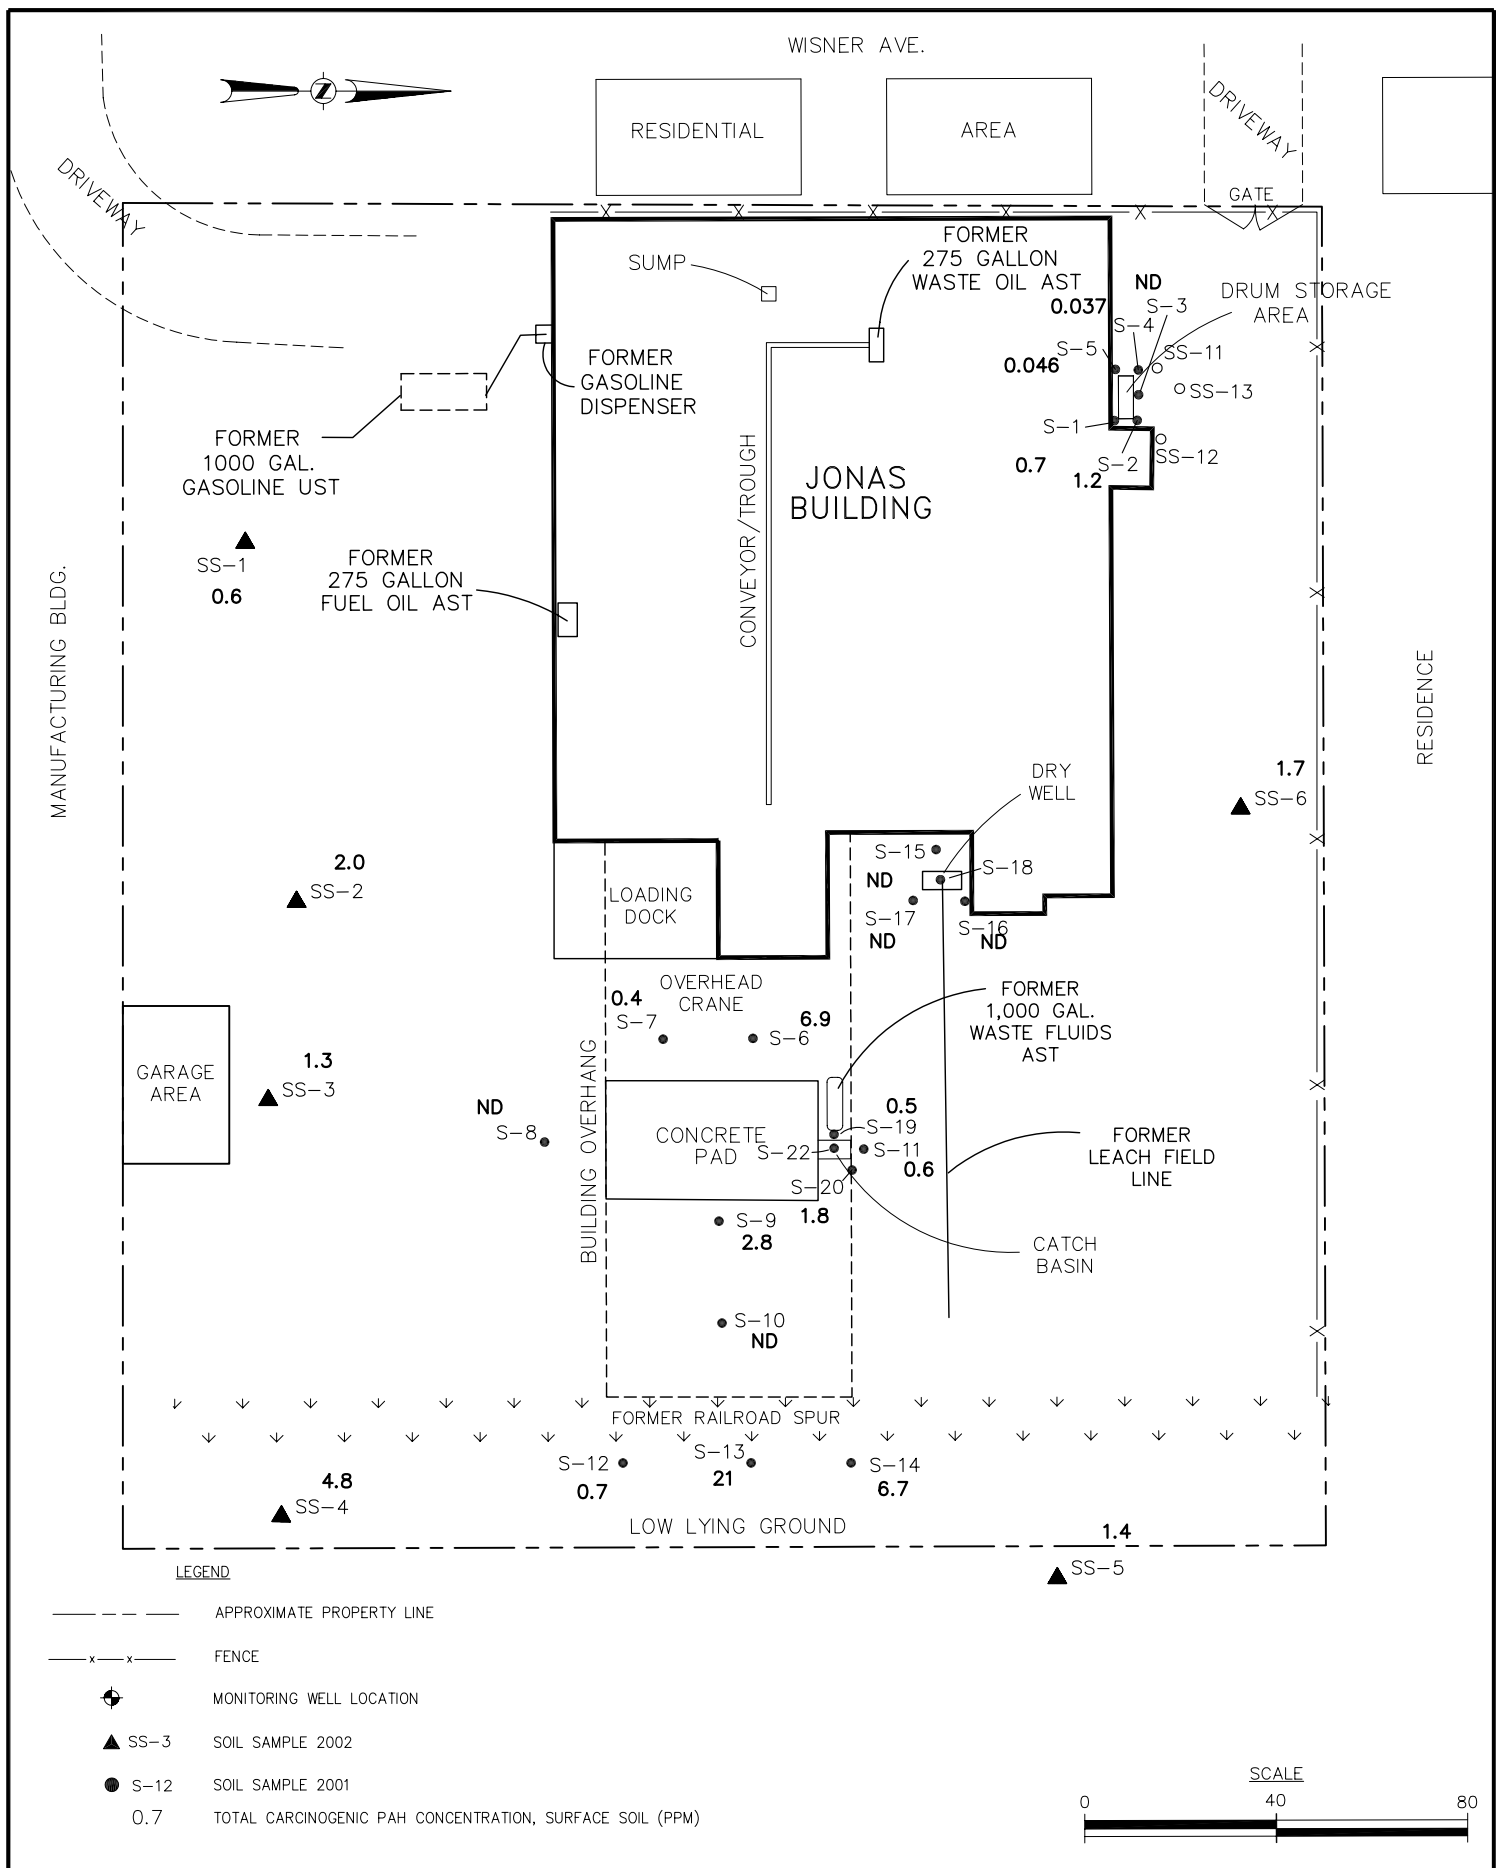 WISNER AVE.
Z
RESIDENTIAL
AREA
DRIVEWAY
DRIVEWAY
GATE
SUMP
FORMER
275 GALLON
WASTE OIL AST
ND
0.037
S-3
S-4
DRUM STORAGE
AREA
S-5
0.046
SS-11
SS-13
FORMER
GASOLINE
DISPENSER
S-1
S-2
SS-12
0.7
1.2
FORMER
1000 GAL.
GASOLINE UST
CONVEYOR/TROUGH
JONAS
BUILDING
SS-1
0.6
FORMER
275 GALLON
FUEL OIL AST
MANUFACTURING BLDG.
RESIDENCE
1.7
SS-6
DRY
WELL
2.0
SS-2
S-15
S-18
ND
S-17
ND
S-16
ND
LOADING
DOCK
OVERHEAD
CRANE
0.4
S-7
6.9
S-6
FORMER
1,000 GAL.
WASTE FLUIDS
AST
GARAGE
AREA
1.3
SS-3
ND
S-8
BUILDING OVERHANG
CONCRETE
PAD
0.5
S-19
S-22
S-11
0.6
S-20
1.8
FORMER
LEACH FIELD
LINE
S-9
2.8
CATCH
BASIN
S-10
ND
FORMER RAILROAD SPUR
S-12
0.7
S-13
21
S-14
6.7
4.8
SS-4
LOW LYING GROUND
1.4
SS-5
LEGEND
APPROXIMATE PROPERTY LINE
FENCE
MONITORING WELL LOCATION
SS-3 SOIL SAMPLE 2002
S-12 SOIL SAMPLE 2001
0.7 TOTAL CARCINOGENIC PAH CONCENTRATION, SURFACE SOIL (PPM)
SCALE
0 40 80